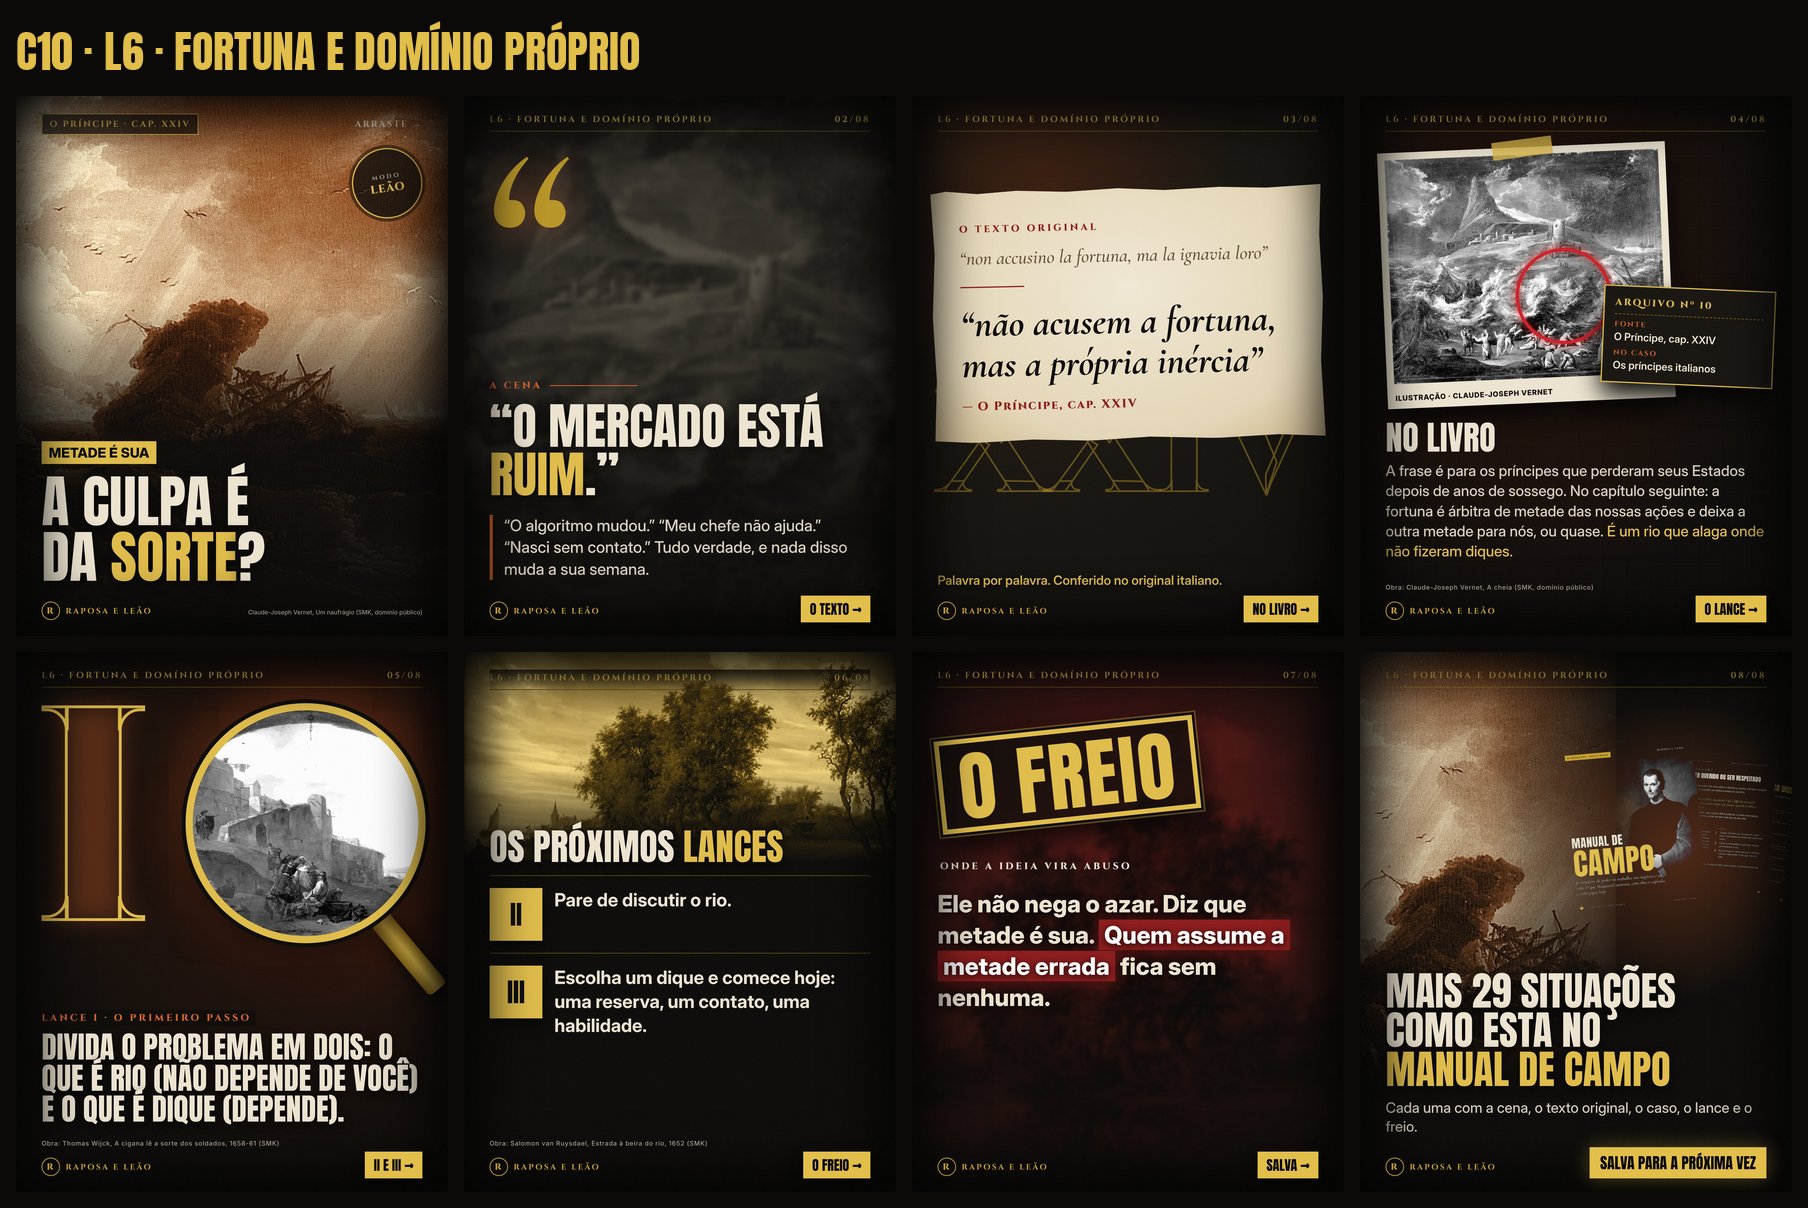 C10 · L6 · FORTUNA E DOMÍNIO PRÓPRIO
O PRÍNCIPE · CAP. XXIV
ARRASTE
MODO
LEÃO
METADE É SUA
A CULPA É
DA SORTE?
R RAPOSA E LEÃO
Claude-Joseph Vernet, Um naufrágio (SMK, domínio público)
L6 · FORTUNA E DOMÍNIO PRÓPRIO
02/08
“
A CENA
“O MERCADO ESTÁ
RUIM.”
“O algoritmo mudou.” “Meu chefe não ajuda.”
“Nasci sem contato.” Tudo verdade, e nada disso
muda a sua semana.
R RAPOSA E LEÃO
O TEXTO →
L6 · FORTUNA E DOMÍNIO PRÓPRIO
03/08
O TEXTO ORIGINAL
“non accusino la fortuna, ma la ignavia loro”
“não acusem a fortuna,
mas a própria inércia”
— O PRÍNCIPE, CAP. XXIV
XXIV
Palavra por palavra. Conferido no original italiano.
R RAPOSA E LEÃO
NO LIVRO →
L6 · FORTUNA E DOMÍNIO PRÓPRIO
04/08
ARQUIVO Nº 10
FONTE
O Príncipe, cap. XXIV
NO CASO
Os príncipes italianos
ILUSTRAÇÃO · CLAUDE-JOSEPH VERNET
NO LIVRO
A frase é para os príncipes que perderam seus Estados
depois de anos de sossego. No capítulo seguinte: a
fortuna é árbitra de metade das nossas ações e deixa a
outra metade para nós, ou quase. É um rio que alaga onde
não fizeram diques.
Obra: Claude-Joseph Vernet, A cheia (SMK, domínio público)
R RAPOSA E LEÃO
O LANCE →
L6 · FORTUNA E DOMÍNIO PRÓPRIO
05/08
I
LANCE I · O PRIMEIRO PASSO
DIVIDA O PROBLEMA EM DOIS: O
QUE É RIO (NÃO DEPENDE DE VOCÊ)
E O QUE É DIQUE (DEPENDE).
Obra: Thomas Wijck, A cigana lê a sorte dos soldados, 1658-61 (SMK)
R RAPOSA E LEÃO
II E III →
L6 · FORTUNA E DOMÍNIO PRÓPRIO
06/08
OS PRÓXIMOS LANCES
II
Pare de discutir o rio.
III
Escolha um dique e comece hoje:
uma reserva, um contato, uma
habilidade.
Obra: Salomon van Ruysdael, Estrada à beira do rio, 1652 (SMK)
R RAPOSA E LEÃO
O FREIO →
L6 · FORTUNA E DOMÍNIO PRÓPRIO
07/08
O FREIO
ONDE A IDEIA VIRA ABUSO
Ele não nega o azar. Diz que
metade é sua. Quem assume a
metade errada fica sem
nenhuma.
R RAPOSA E LEÃO
SALVA →
L6 · FORTUNA E DOMÍNIO PRÓPRIO
08/08
MANUAL DE
CAMPO
MAIS 29 SITUAÇÕES
COMO ESTA NO
MANUAL DE CAMPO
Cada uma com a cena, o texto original, o caso, o lance e o
freio.
R RAPOSA E LEÃO
SALVA PARA A PRÓXIMA VEZ